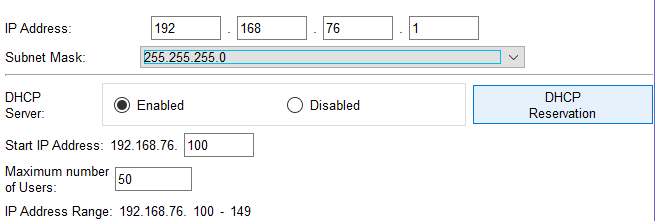 IP Address: 192 . 168 . 76 . 1
Subnet Mask: 255.255.255.0
DHCP
Server:
Enabled
Disabled
DHCP
Reservation
Start IP Address: 192.168.76. 100
Maximum number
of Users:
50
IP Address Range: 192.168.76. 100 - 149